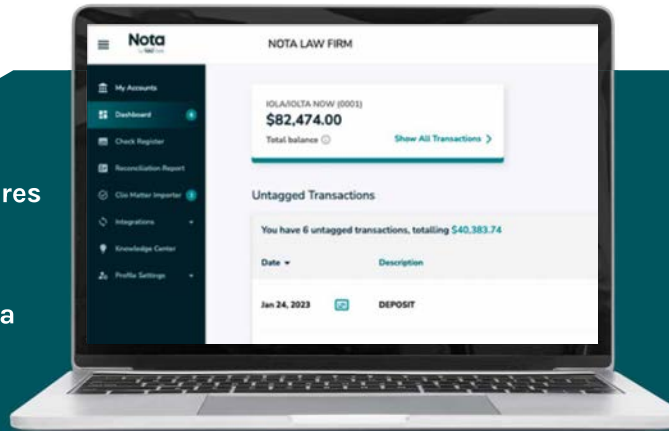 Nota
NOTA LAW FIRM
My Accounts
Dashboard
Check Register
Reconciliation Report
Clio Matter Importer
Integrations
Knowledge Center
Profile Settings
IOLA/IOLTA NOW (0001)
$82,474.00
Total balance
Show All Transactions
Untagged Transactions
You have 6 untagged transactions, totalling $40,383.74
Date
Description
Jan 24, 2023
DEPOSIT
res
a